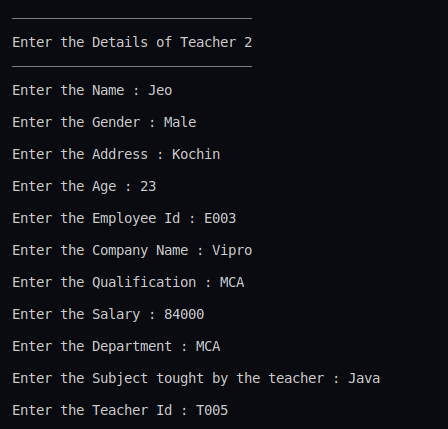 Enter the Details of Teacher 2
Enter the Name : Jeo
Enter the Gender : Male
Enter the Address : Kochin
Enter the Age : 23
Enter the Employee Id : E003
Enter the Company Name : Vipro
Enter the Qualification : MCA
Enter the Salary : 84000
Enter the Department : MCA
Enter the Subject tought by the teacher : Java
Enter the Teacher Id : T005